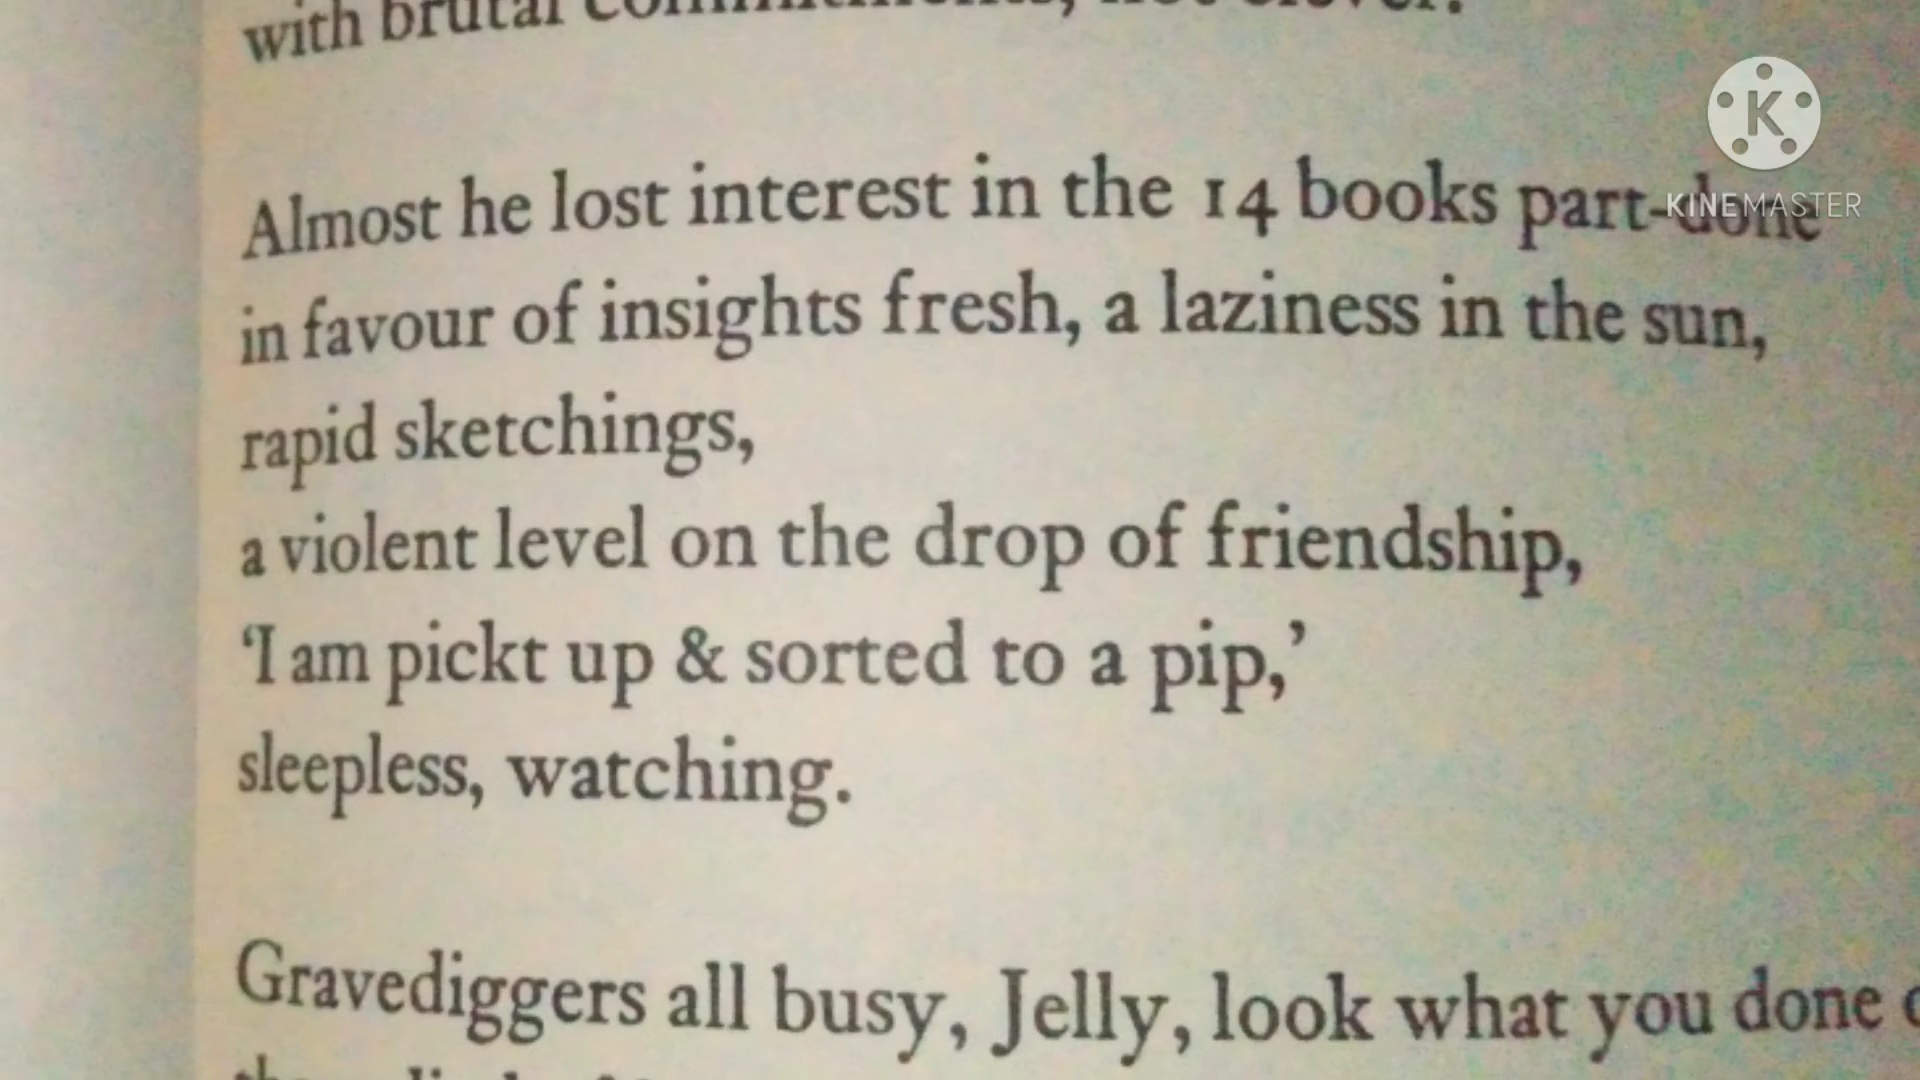 with brutal commitments, not clever.
Almost he lost interest in the 14 books part-done
in favour of insights fresh, a laziness in the sun,
rapid sketchings,
a violent level on the drop of friendship,
‘I am pickt up & sorted to a pip,’
sleepless, watching.
Gravediggers all busy, Jelly, look what you done
K
KINEMASTER